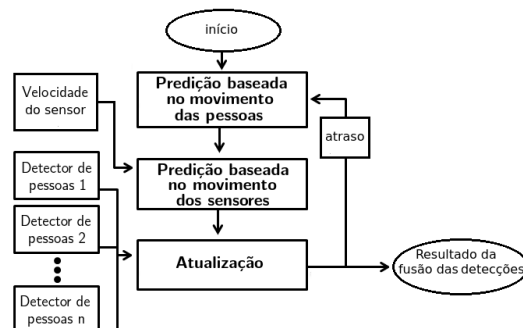 início
Predição baseada
no movimento
das pessoas
Velocidade
do sensor
atraso
Detector de
pessoas 1
Predição baseada
no movimento
dos sensores
Detector de
pessoas 2
Atualização
Resultado da
fusão das detecções
Detector de
pessoas n